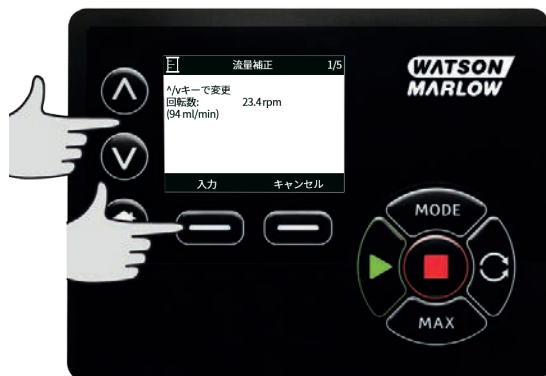 流量補正 1/5
^/vキーで変更
回転数: 23.4 rpm
(94 ml/min)
入力 キャンセル
WATSON
MARLOW
MODE
MAX